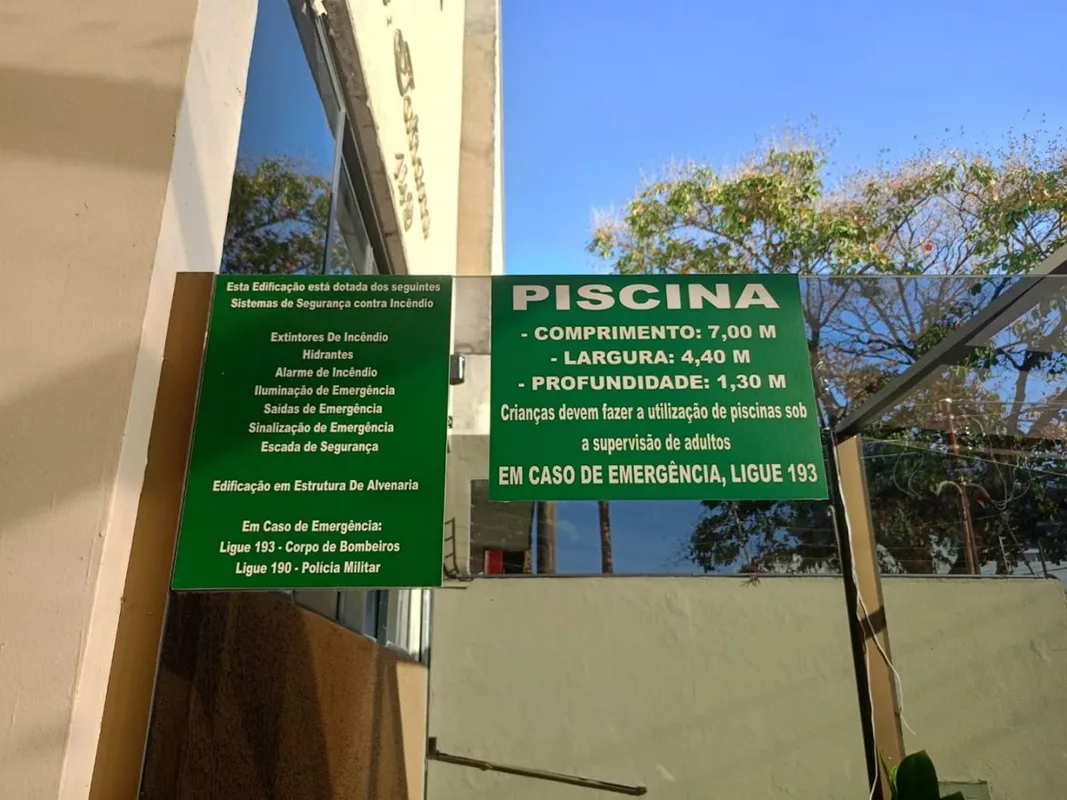 Esta Edificação está dotada dos seguintes
Sistemas de Segurança contra Incêndio
Extintores De Incêndio
Hidrantes
Alarme de Incêndio
Iluminação de Emergência
Saídas de Emergência
Sinalização de Emergência
Escada de Segurança
Edificação em Estrutura De Alvenaria
Em Caso de Emergência:
Ligue 193 - Corpo de Bombeiros
Ligue 190 - Polícia Militar
PISCINA
- COMPRIMENTO: 7,00 M
- LARGURA: 4,40 M
- PROFUNDIDADE: 1,30 M
Crianças devem fazer a utilização de piscinas sob
a supervisão de adultos
EM CASO DE EMERGÊNCIA, LIGUE 193